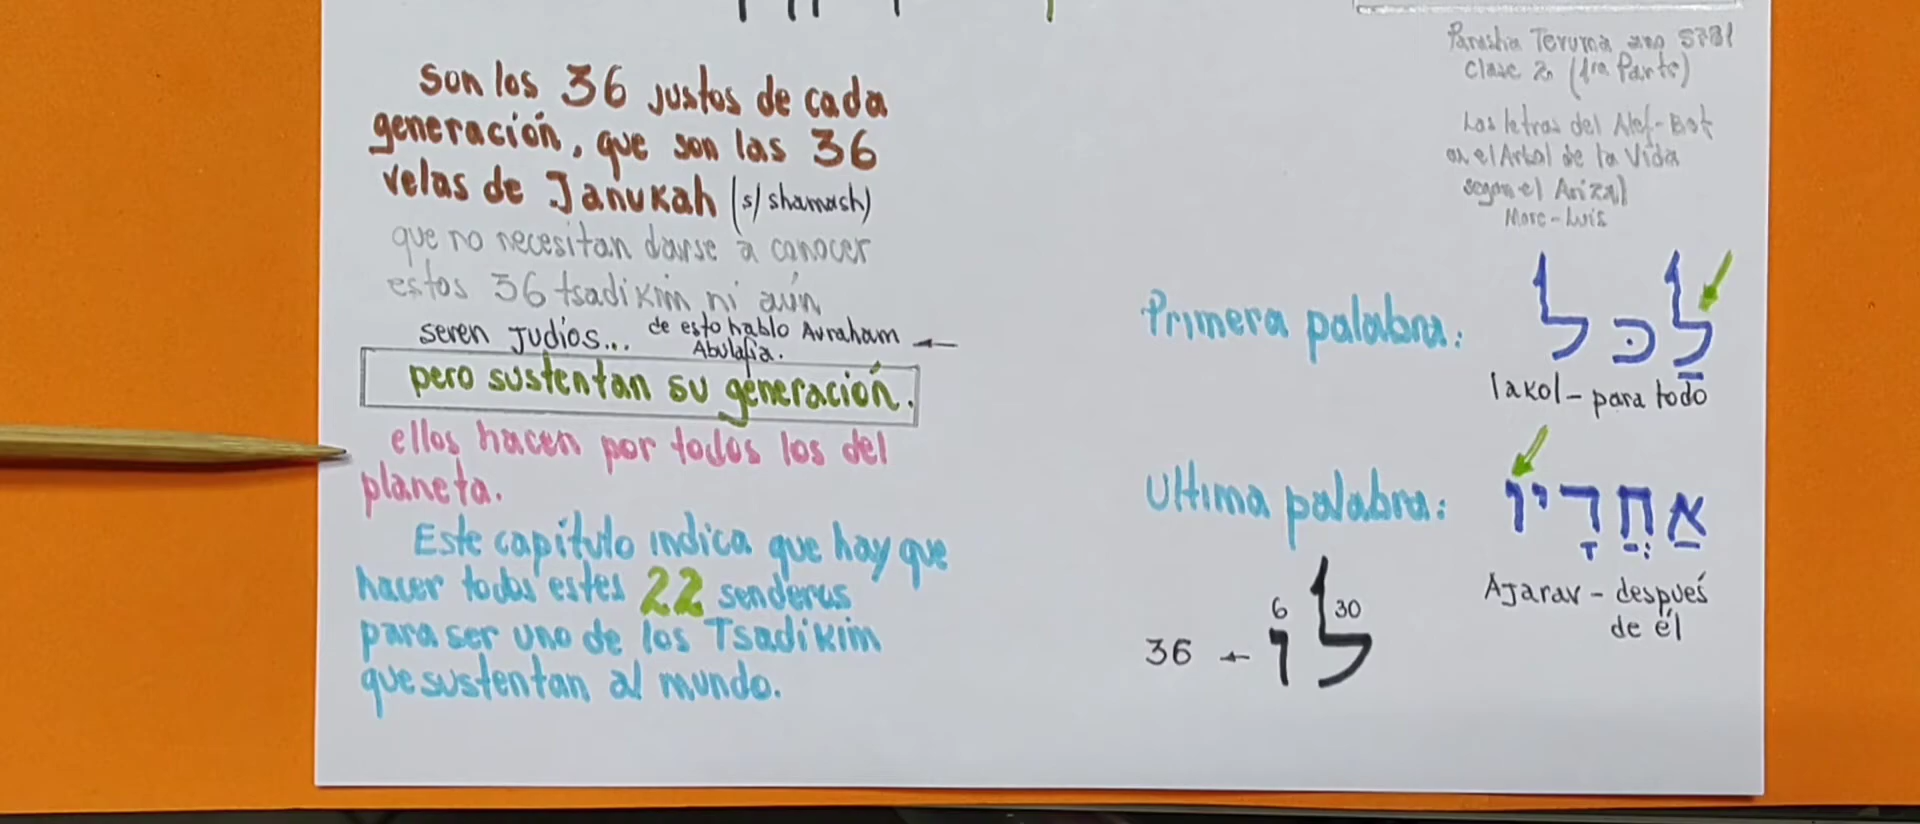 Son los 36 justos de cada
generación, que son las 36
velas de Janukah (s/ shamash)
que no necesitan darse a conocer
estos 36 tsadikim ni aún
seren judios... de esto hablo Avraham
Abulafia.
pero sustentan su géneración.
ellos hacen por todos los del
planeta.
Este capítulo indica que hay que
hacer todos estes 22 senderus
para ser uno de los Tsadikim
que sustentan al mundo.
Parashia Teruma ano 5781
Clase 2 (1ra Parte)
Las letras del Alef-Bet
en el Arbol de la Vida
segun el Arizal
More-Luis
Primera palabra: לַכּל
lakol - para todo
Ultima palabra: אַחֲרָיו
Ajarav - después
de él
6 30
36 ← לו